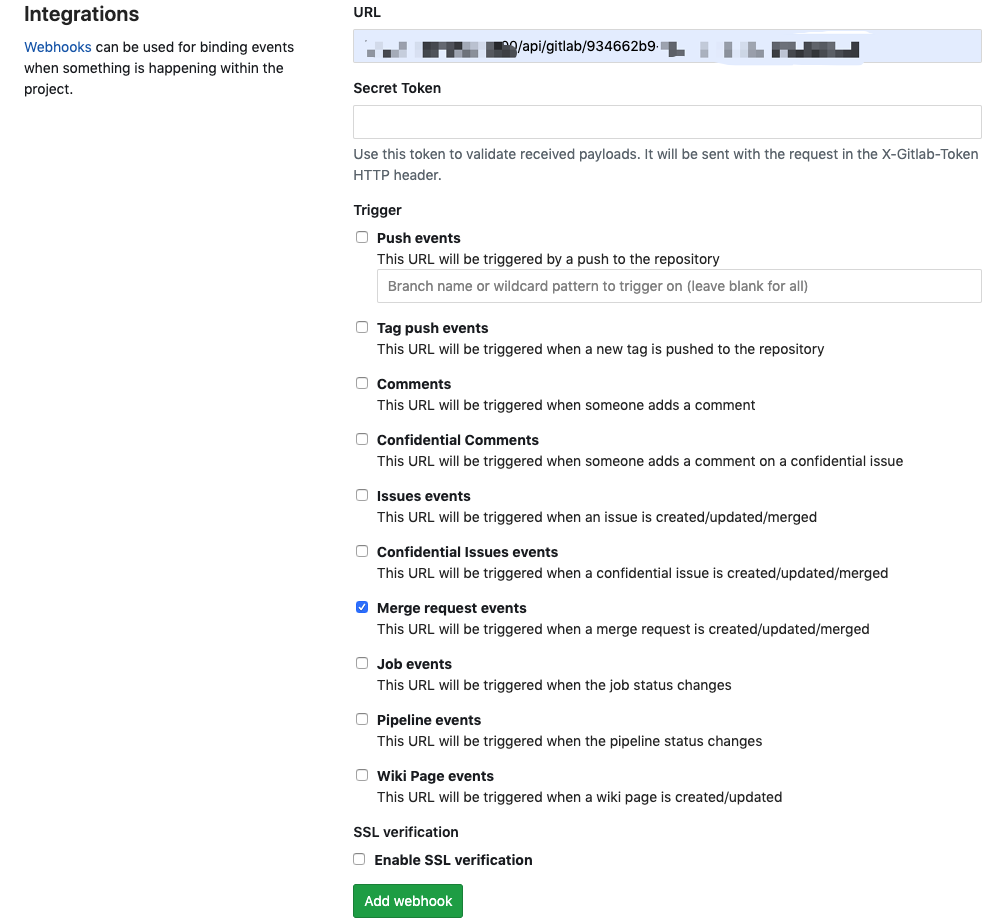 Integrations
Webhooks can be used for binding events
when something is happening within the
project.
URL
/api/gitlab/934662b9
Secret Token
Use this token to validate received payloads. It will be sent with the request in the X-Gitlab-Token
HTTP header.
Trigger
Push events
This URL will be triggered by a push to the repository
Branch name or wildcard pattern to trigger on (leave blank for all)
Tag push events
This URL will be triggered when a new tag is pushed to the repository
Comments
This URL will be triggered when someone adds a comment
Confidential Comments
This URL will be triggered when someone adds a comment on a confidential issue
Issues events
This URL will be triggered when an issue is created/updated/merged
Confidential Issues events
This URL will be triggered when a confidential issue is created/updated/merged
Merge request events
This URL will be triggered when a merge request is created/updated/merged
Job events
This URL will be triggered when the job status changes
Pipeline events
This URL will be triggered when the pipeline status changes
Wiki Page events
This URL will be triggered when a wiki page is created/updated
SSL verification
Enable SSL verification
Add webhook